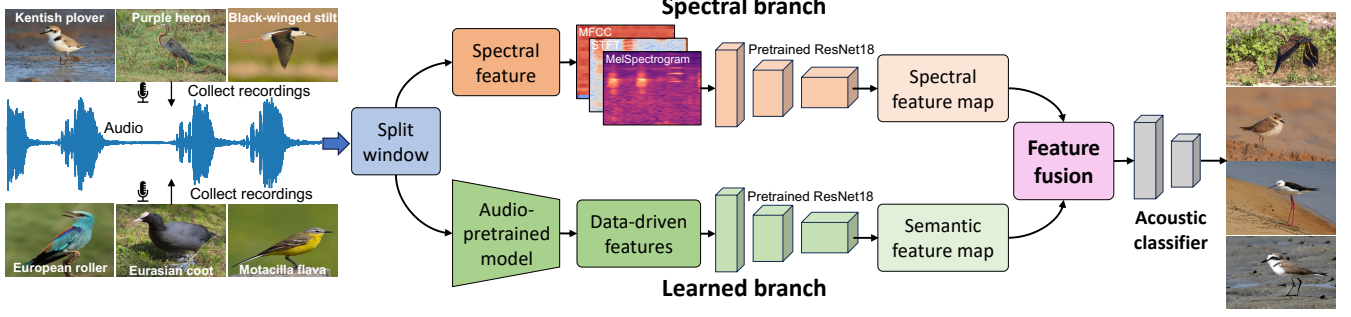 Kentish plover
Purple heron
Black-winged stilt
Collect recordings
Audio
Collect recordings
European roller
Eurasian coot
Motacilla flava
Split
window
Spectral branch
Spectral
feature
MFCC
STFT
MelSpectrogram
Pretrained ResNet18
Spectral
feature map
Audio-
pretrained
model
Data-driven
features
Pretrained ResNet18
Semantic
feature map
Learned branch
Feature
fusion
Acoustic
classifier